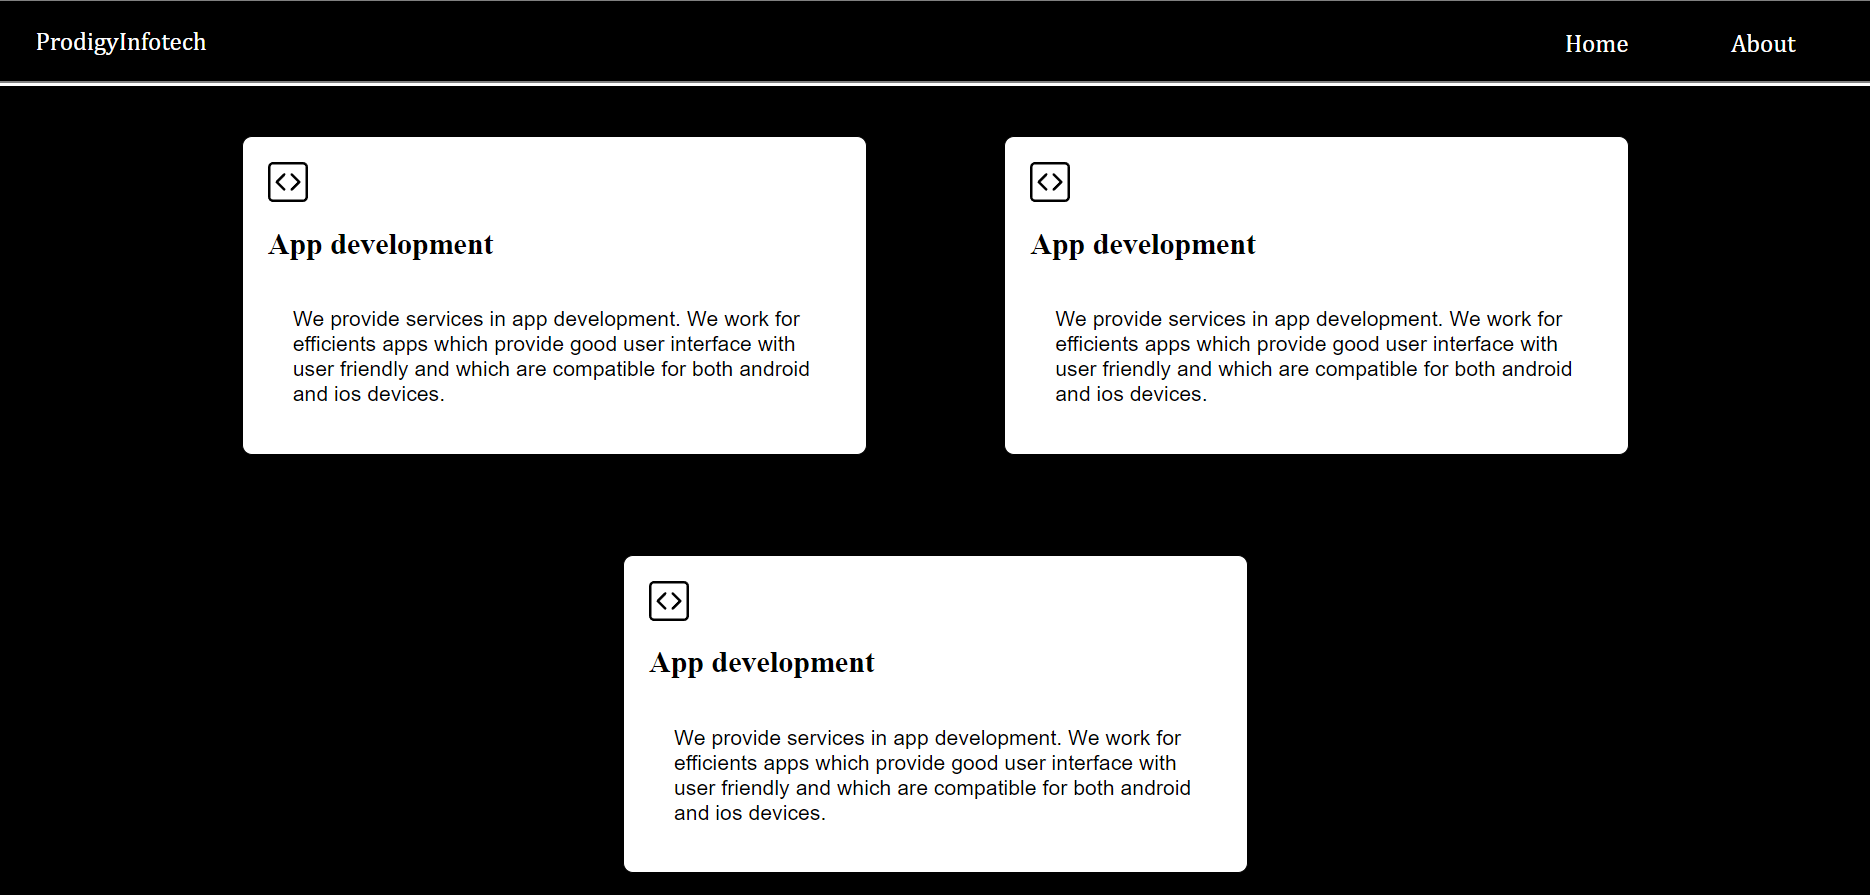 ProdigyInfotech
Home
About
App development
We provide services in app development. We work for
efficients apps which provide good user interface with
user friendly and which are compatible for both android
and ios devices.
App development
We provide services in app development. We work for
efficients apps which provide good user interface with
user friendly and which are compatible for both android
and ios devices.
App development
We provide services in app development. We work for
efficients apps which provide good user interface with
user friendly and which are compatible for both android
and ios devices.